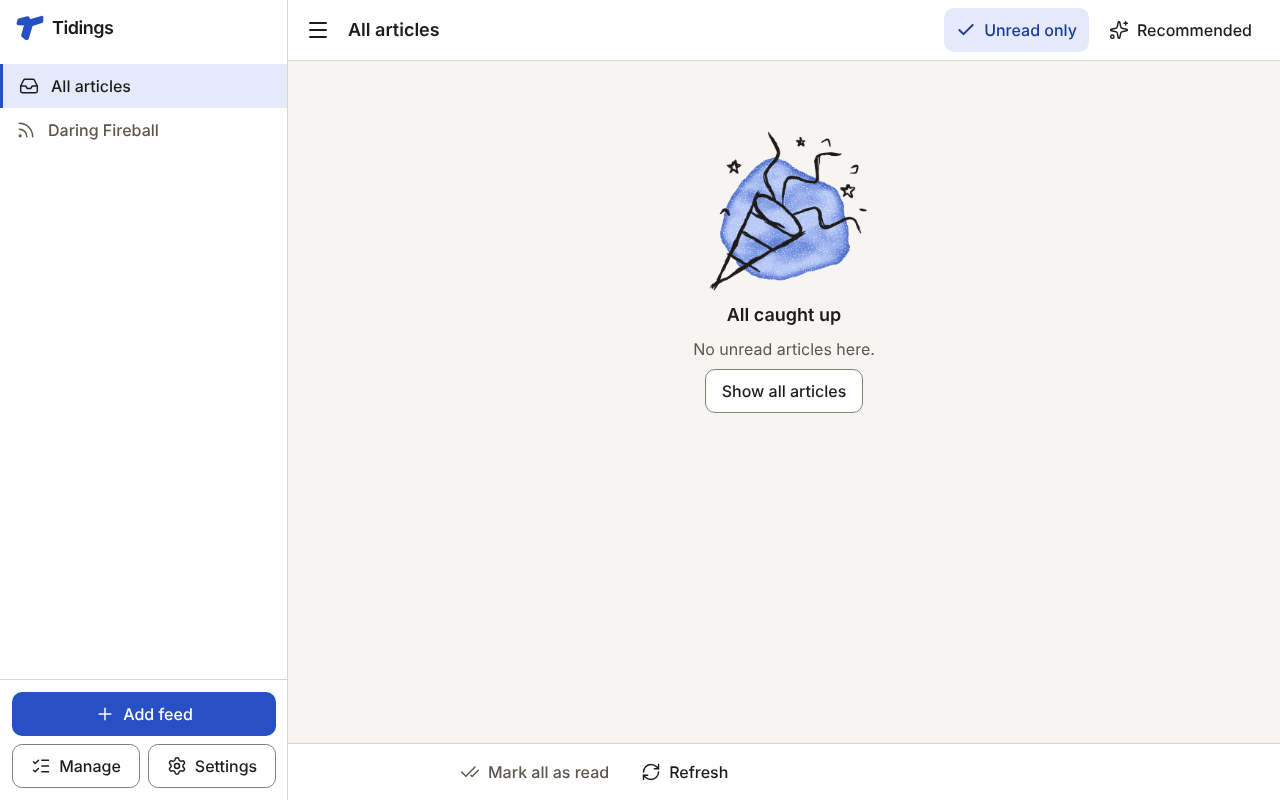 Tidings
All articles
Daring Fireball
Add feed
Manage
Settings
All articles
Unread only
Recommended
All caught up
No unread articles here.
Show all articles
Mark all as read
Refresh